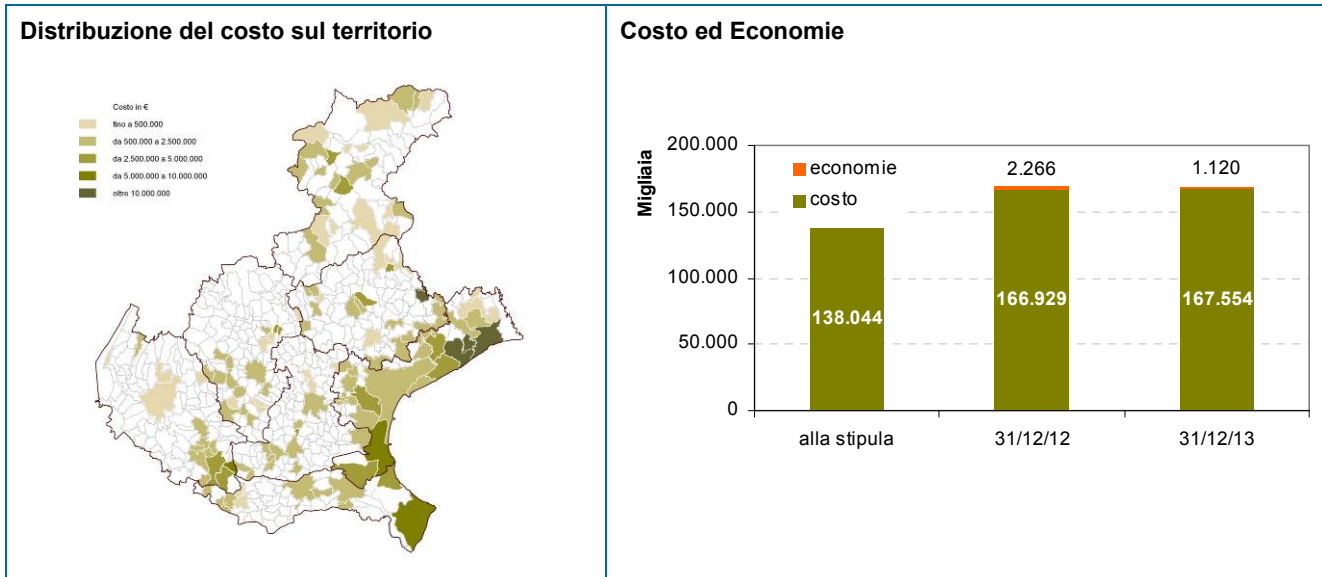 Distribuzione del costo sul territorio
Costo in €
fino a 500.000
da 500.000 a 2.500.000
da 2.500.000 a 5.000.000
da 5.000.000 a 10.000.000
oltro 10.000.000
Costo ed Economie
Migliaia
200.000
150.000
100.000
50.000
0
economie
costo
2.266
1.120
138.044
166.929
167.554
alla stipula
31/12/12
31/12/13